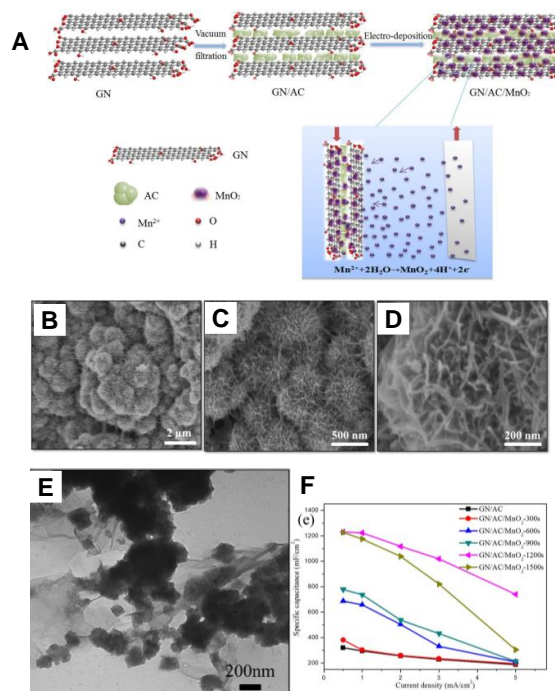 A
Vacuum
filtration
Electro-deposition
GN
GN/AC
GN/AC/MnO₂
GN
AC
MnO₂
Mn²⁺
O
C
H
Mn²⁺+2H₂O→MnO₂+4H⁺+2e⁻
B
2 μm
C
500 nm
D
200 nm
E
200nm
F
(c)
GN/AC
GN/AC/MnO₂-300s
GN/AC/MnO₂-600s
GN/AC/MnO₂-900s
GN/AC/MnO₂-1200s
GN/AC/MnO₂-1500s
Specific capacitance (mF/cm²)
1400
1200
1000
800
600
400
200
0
1
2
3
4
5
Current density (mA/cm²)